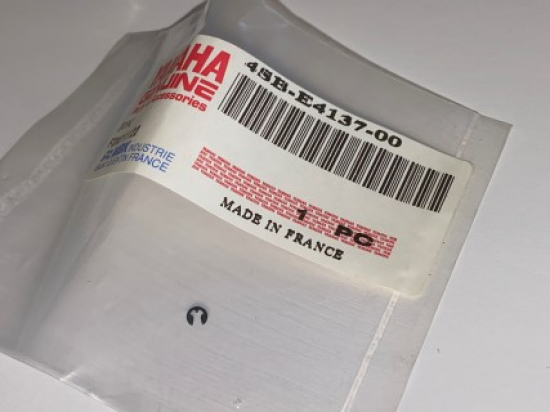 YAMAHA
GENUINE
accessories
4SB-E4137-00
INDUSTRIE
FRANCE
1 PC
MADE IN FRANCE